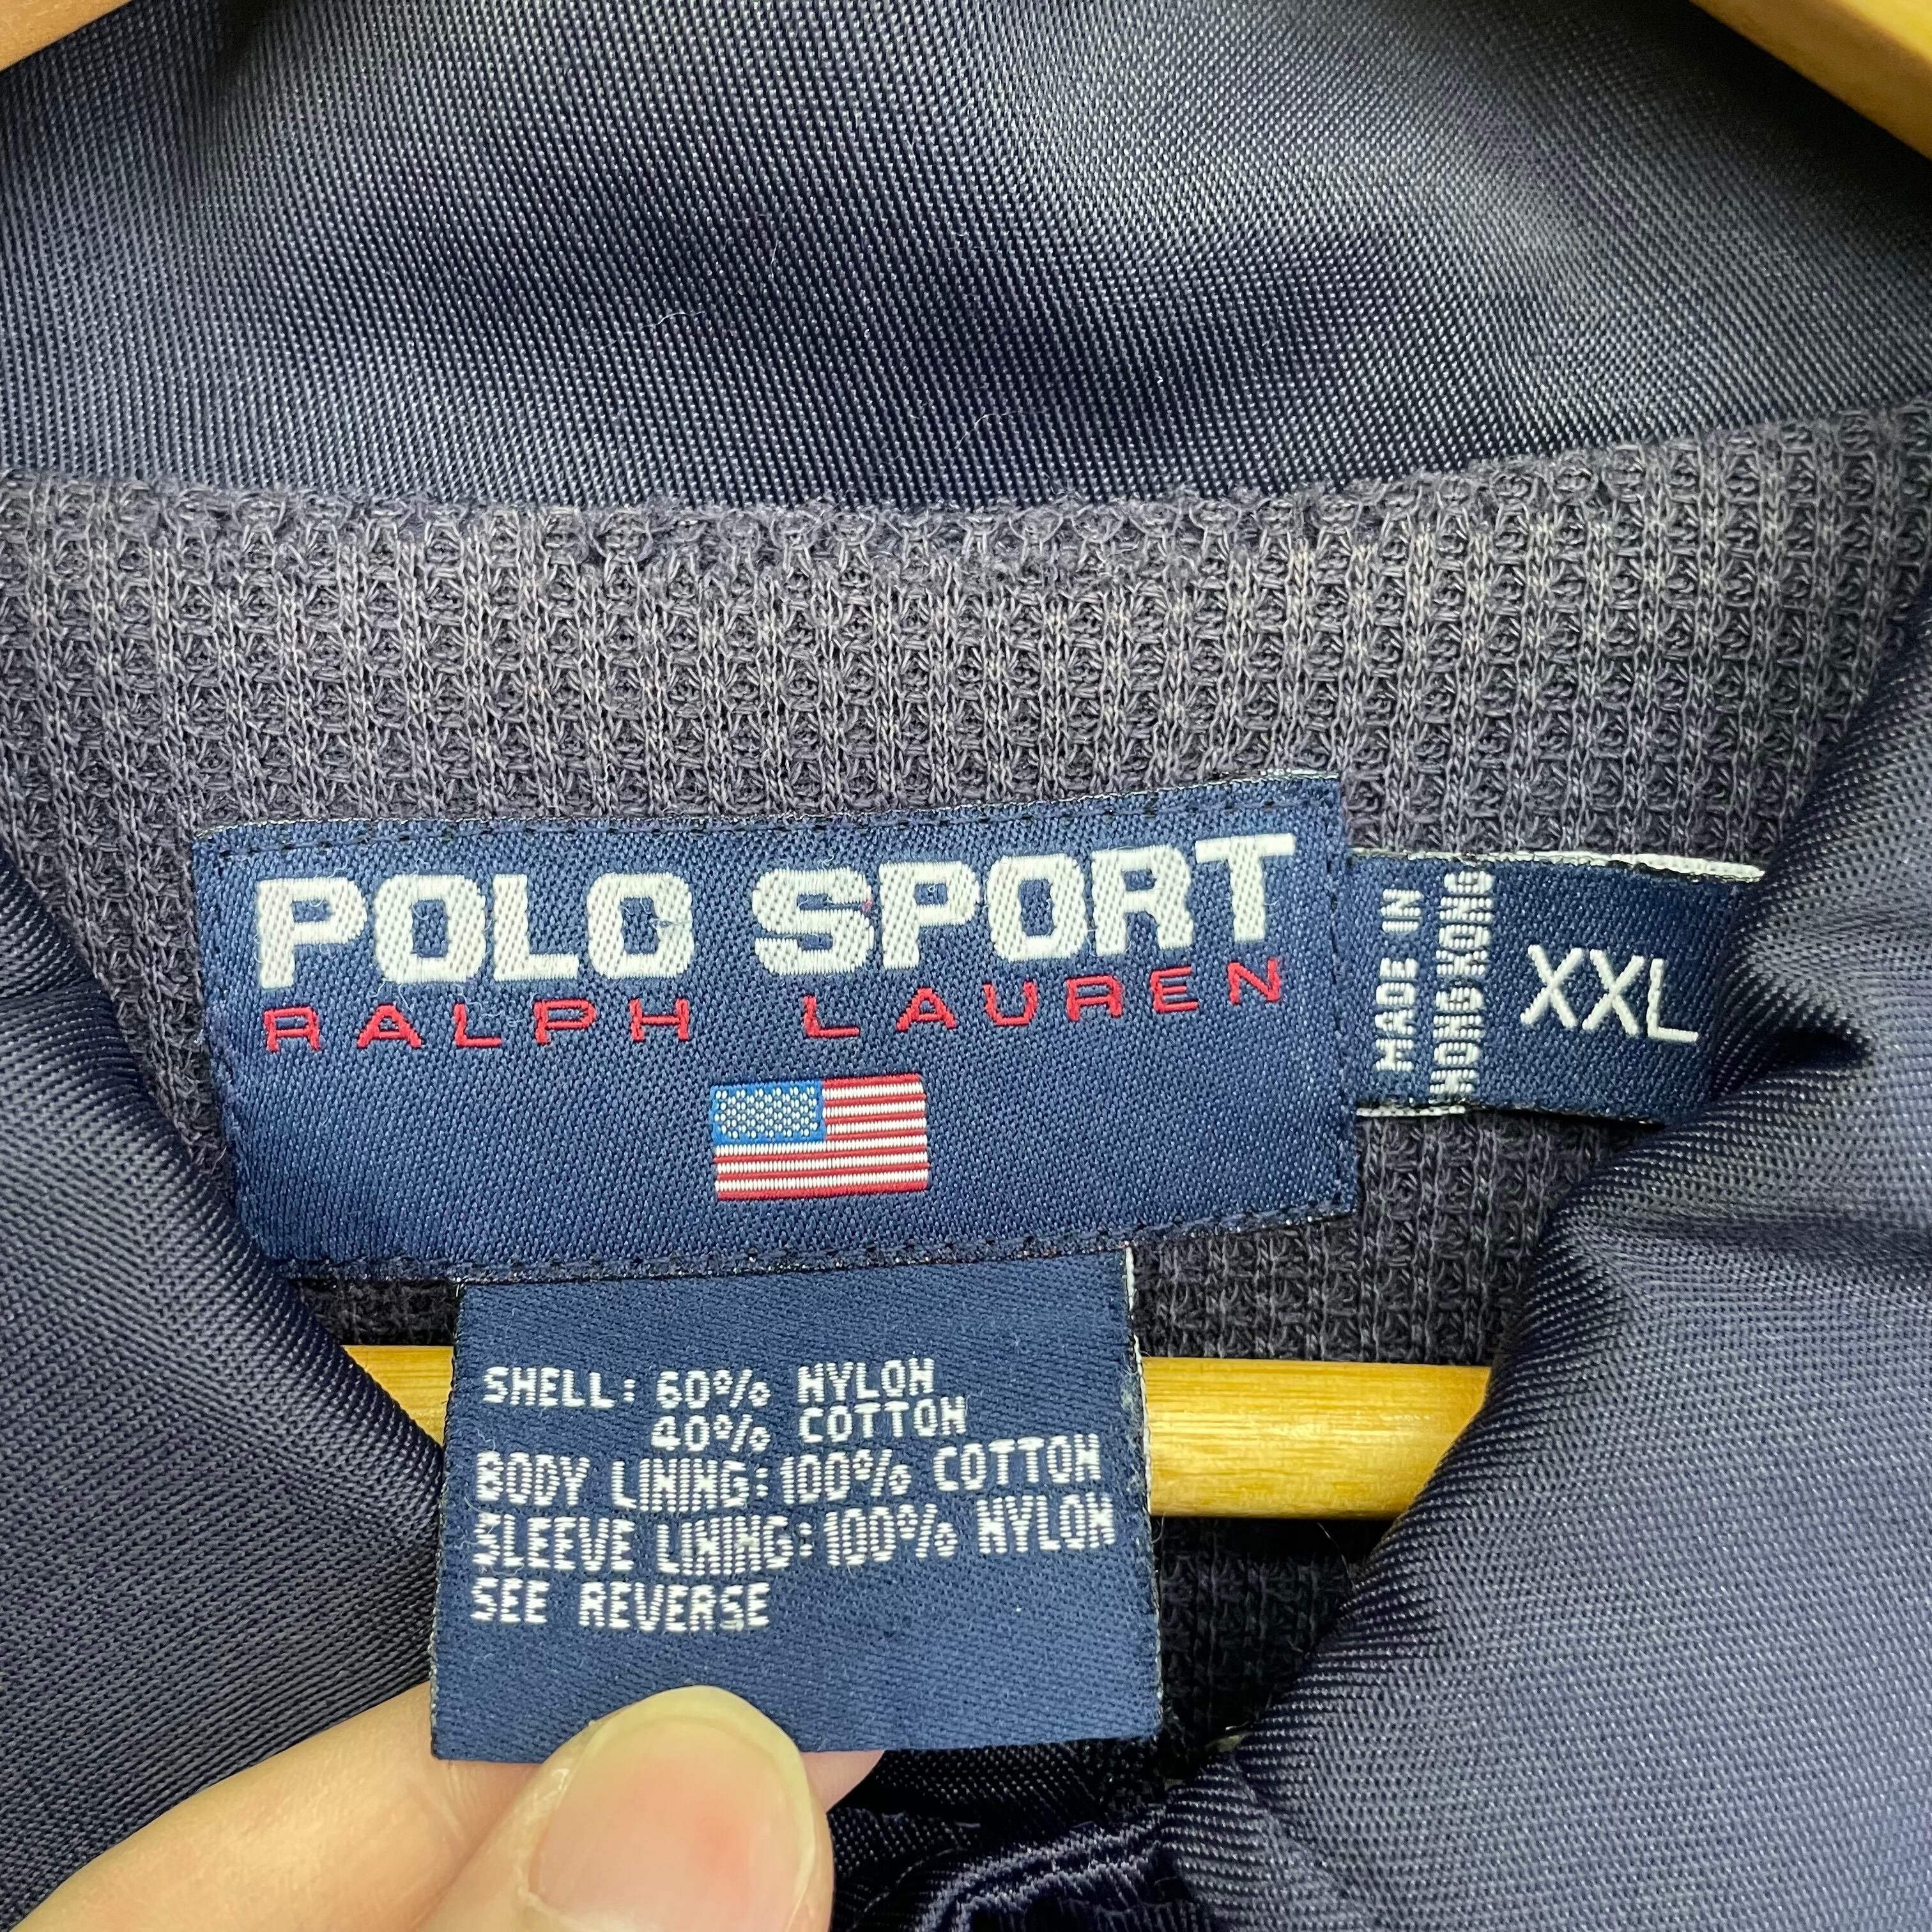 POLO SPORT
RALPH LAUREN
MADE IN
HONG KONG
XXL
SHELL: 60% NYLON
40% COTTON
BODY LINING: 100% COTTON
SLEEVE LINING: 100% NYLON
SEE REVERSE